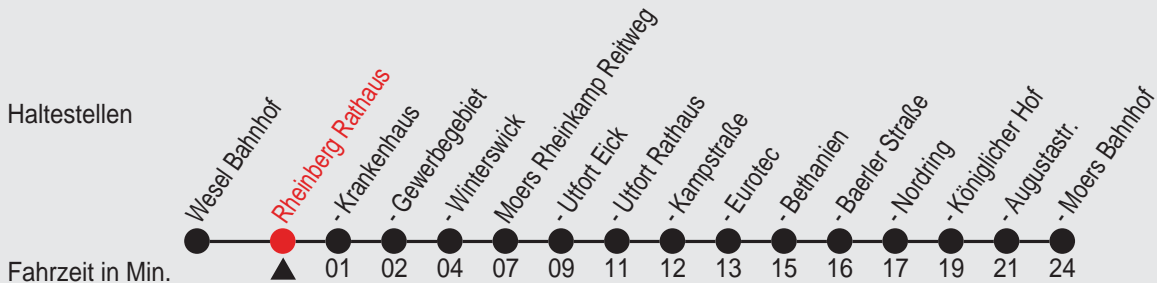 Haltestellen
Wesel Bahnhof
Rheinberg Rathaus
- Krankenhaus
- Gewerbegebiet
- Winterswick
Moers Rheinkamp Reitweg
- Utfort Eick
- Utfort Rathaus
- Kampstraße
- Eurotec
- Bethanien
- Baerler Straße
- Nordring
- Königlicher Hof
- Augustastr.
- Moers Bahnhof
Fahrzeit in Min. 01 02 04 07 09 11 12 13 15 16 17 19 21 24